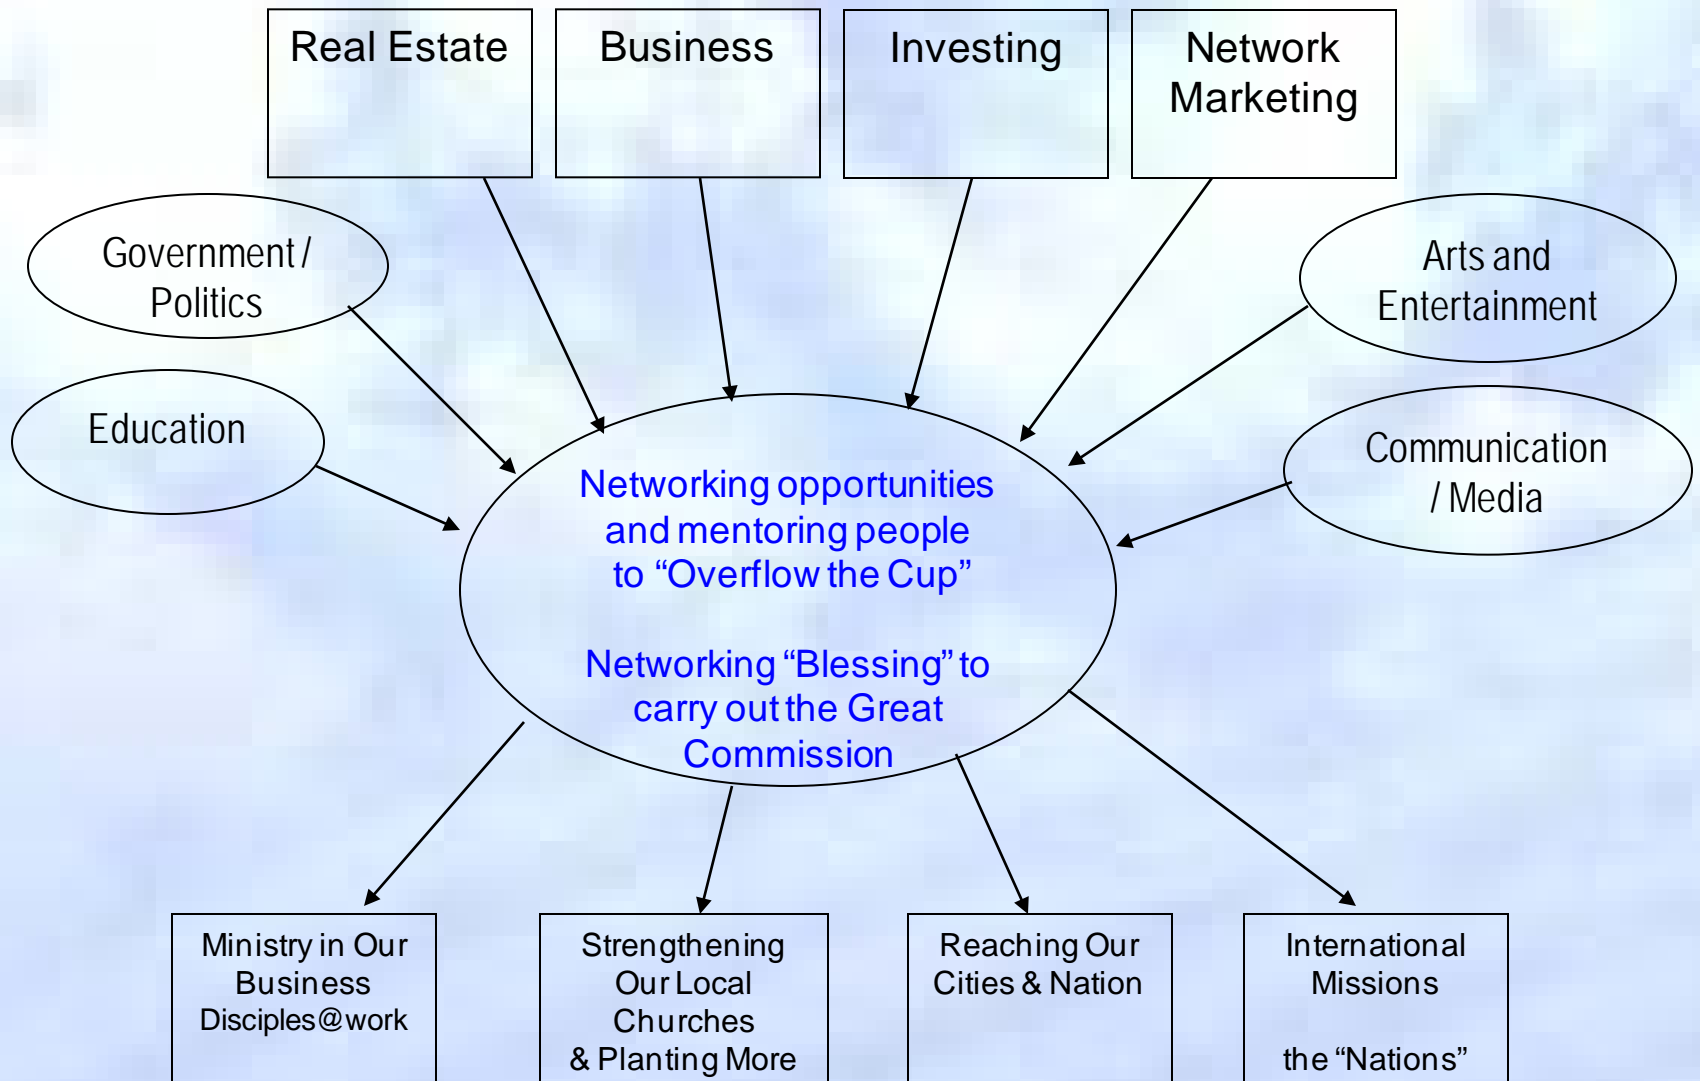 Real Estate
Business
Investing
Network
Marketing
Government /
Politics
Arts and
Entertainment
Education
Communication
/ Media
Networking opportunities
and mentoring people
to “Overflow the Cup”
Networking “Blessing” to
carry out the Great
Commission
Ministry in Our
Business
Disciples@work
Strengthening
Our Local
Churches
& Planting More
Reaching Our
Cities & Nation
International
Missions
the “Nations”